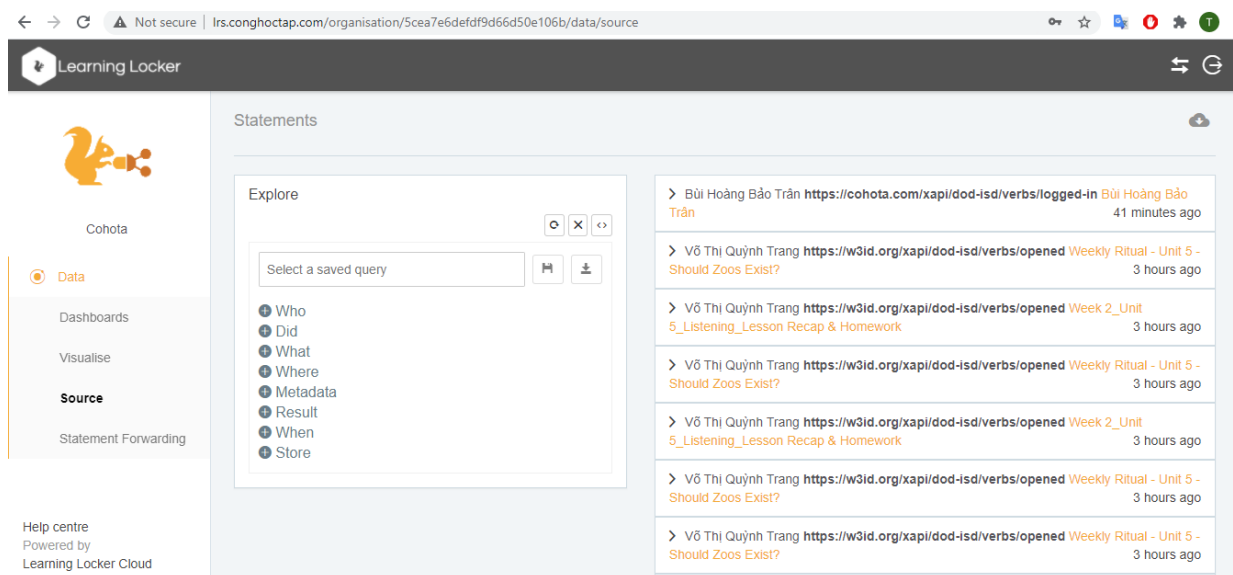 Not secure | lrs.conghoctap.com/organisation/5cea7e6defdf9d66d50e106b/data/source
T
Learning Locker
Cohota
Data
Dashboards
Visualise
Source
Statement Forwarding
Help centre
Powered by
Learning Locker Cloud
Statements
Explore
Select a saved query
Who
Did
What
Where
Metadata
Result
When
Store
Bùi Hoàng Bảo Trân https://cohota.com/xapi/dod-isd/verbs/logged-in Bùi Hoàng Bảo
Trân 41 minutes ago
Võ Thị Quỳnh Trang https://w3id.org/xapi/dod-isd/verbs/opened Weekly Ritual - Unit 5 -
Should Zoos Exist? 3 hours ago
Võ Thị Quỳnh Trang https://w3id.org/xapi/dod-isd/verbs/opened Week 2_Unit
5_Listening_Lesson Recap & Homework 3 hours ago
Võ Thị Quỳnh Trang https://w3id.org/xapi/dod-isd/verbs/opened Weekly Ritual - Unit 5 -
Should Zoos Exist? 3 hours ago
Võ Thị Quỳnh Trang https://w3id.org/xapi/dod-isd/verbs/opened Week 2_Unit
5_Listening_Lesson Recap & Homework 3 hours ago
Võ Thị Quỳnh Trang https://w3id.org/xapi/dod-isd/verbs/opened Weekly Ritual - Unit 5 -
Should Zoos Exist? 3 hours ago
Võ Thị Quỳnh Trang https://w3id.org/xapi/dod-isd/verbs/opened Weekly Ritual - Unit 5 -
Should Zoos Exist? 3 hours ago